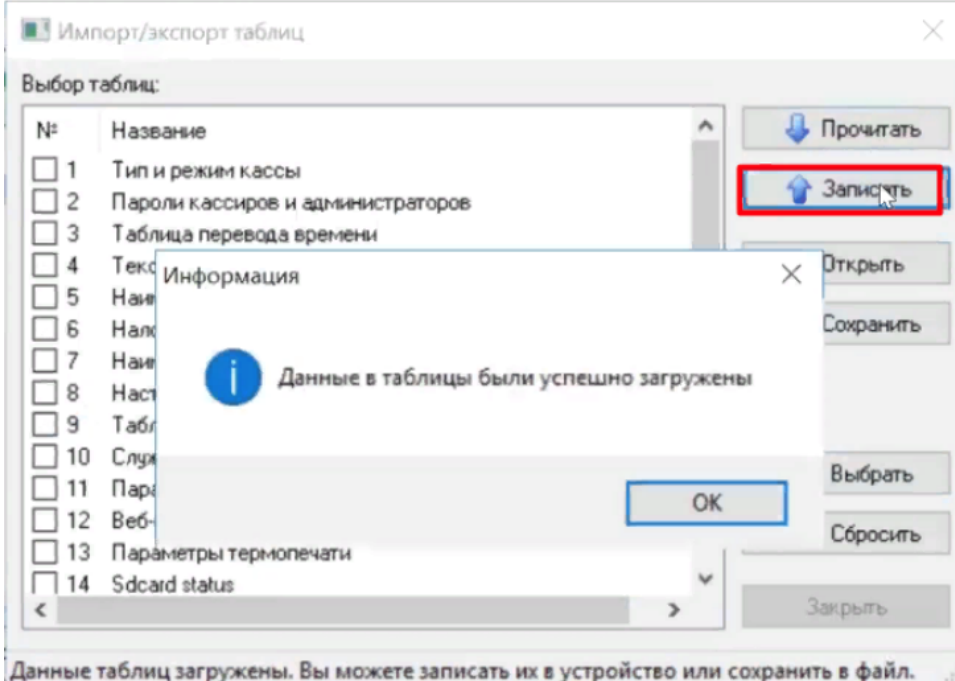 Импорт/экспорт таблиц
Выбор таблиц:
№ Название
1 Тип и режим кассы
2 Пароли кассиров и администраторов
3 Таблица перевода времени
4
5
6
7
8
9
10
11
12
13 Параметры термопечати
14 Sdcard status
Прочитать
Записать
Открыть
Сохранить
Выбрать
Сбросить
Закрыть
Информация
Данные в таблицы были успешно загружены
OK
Данные таблиц загружены. Вы можете записать их в устройство или сохранить в файл.